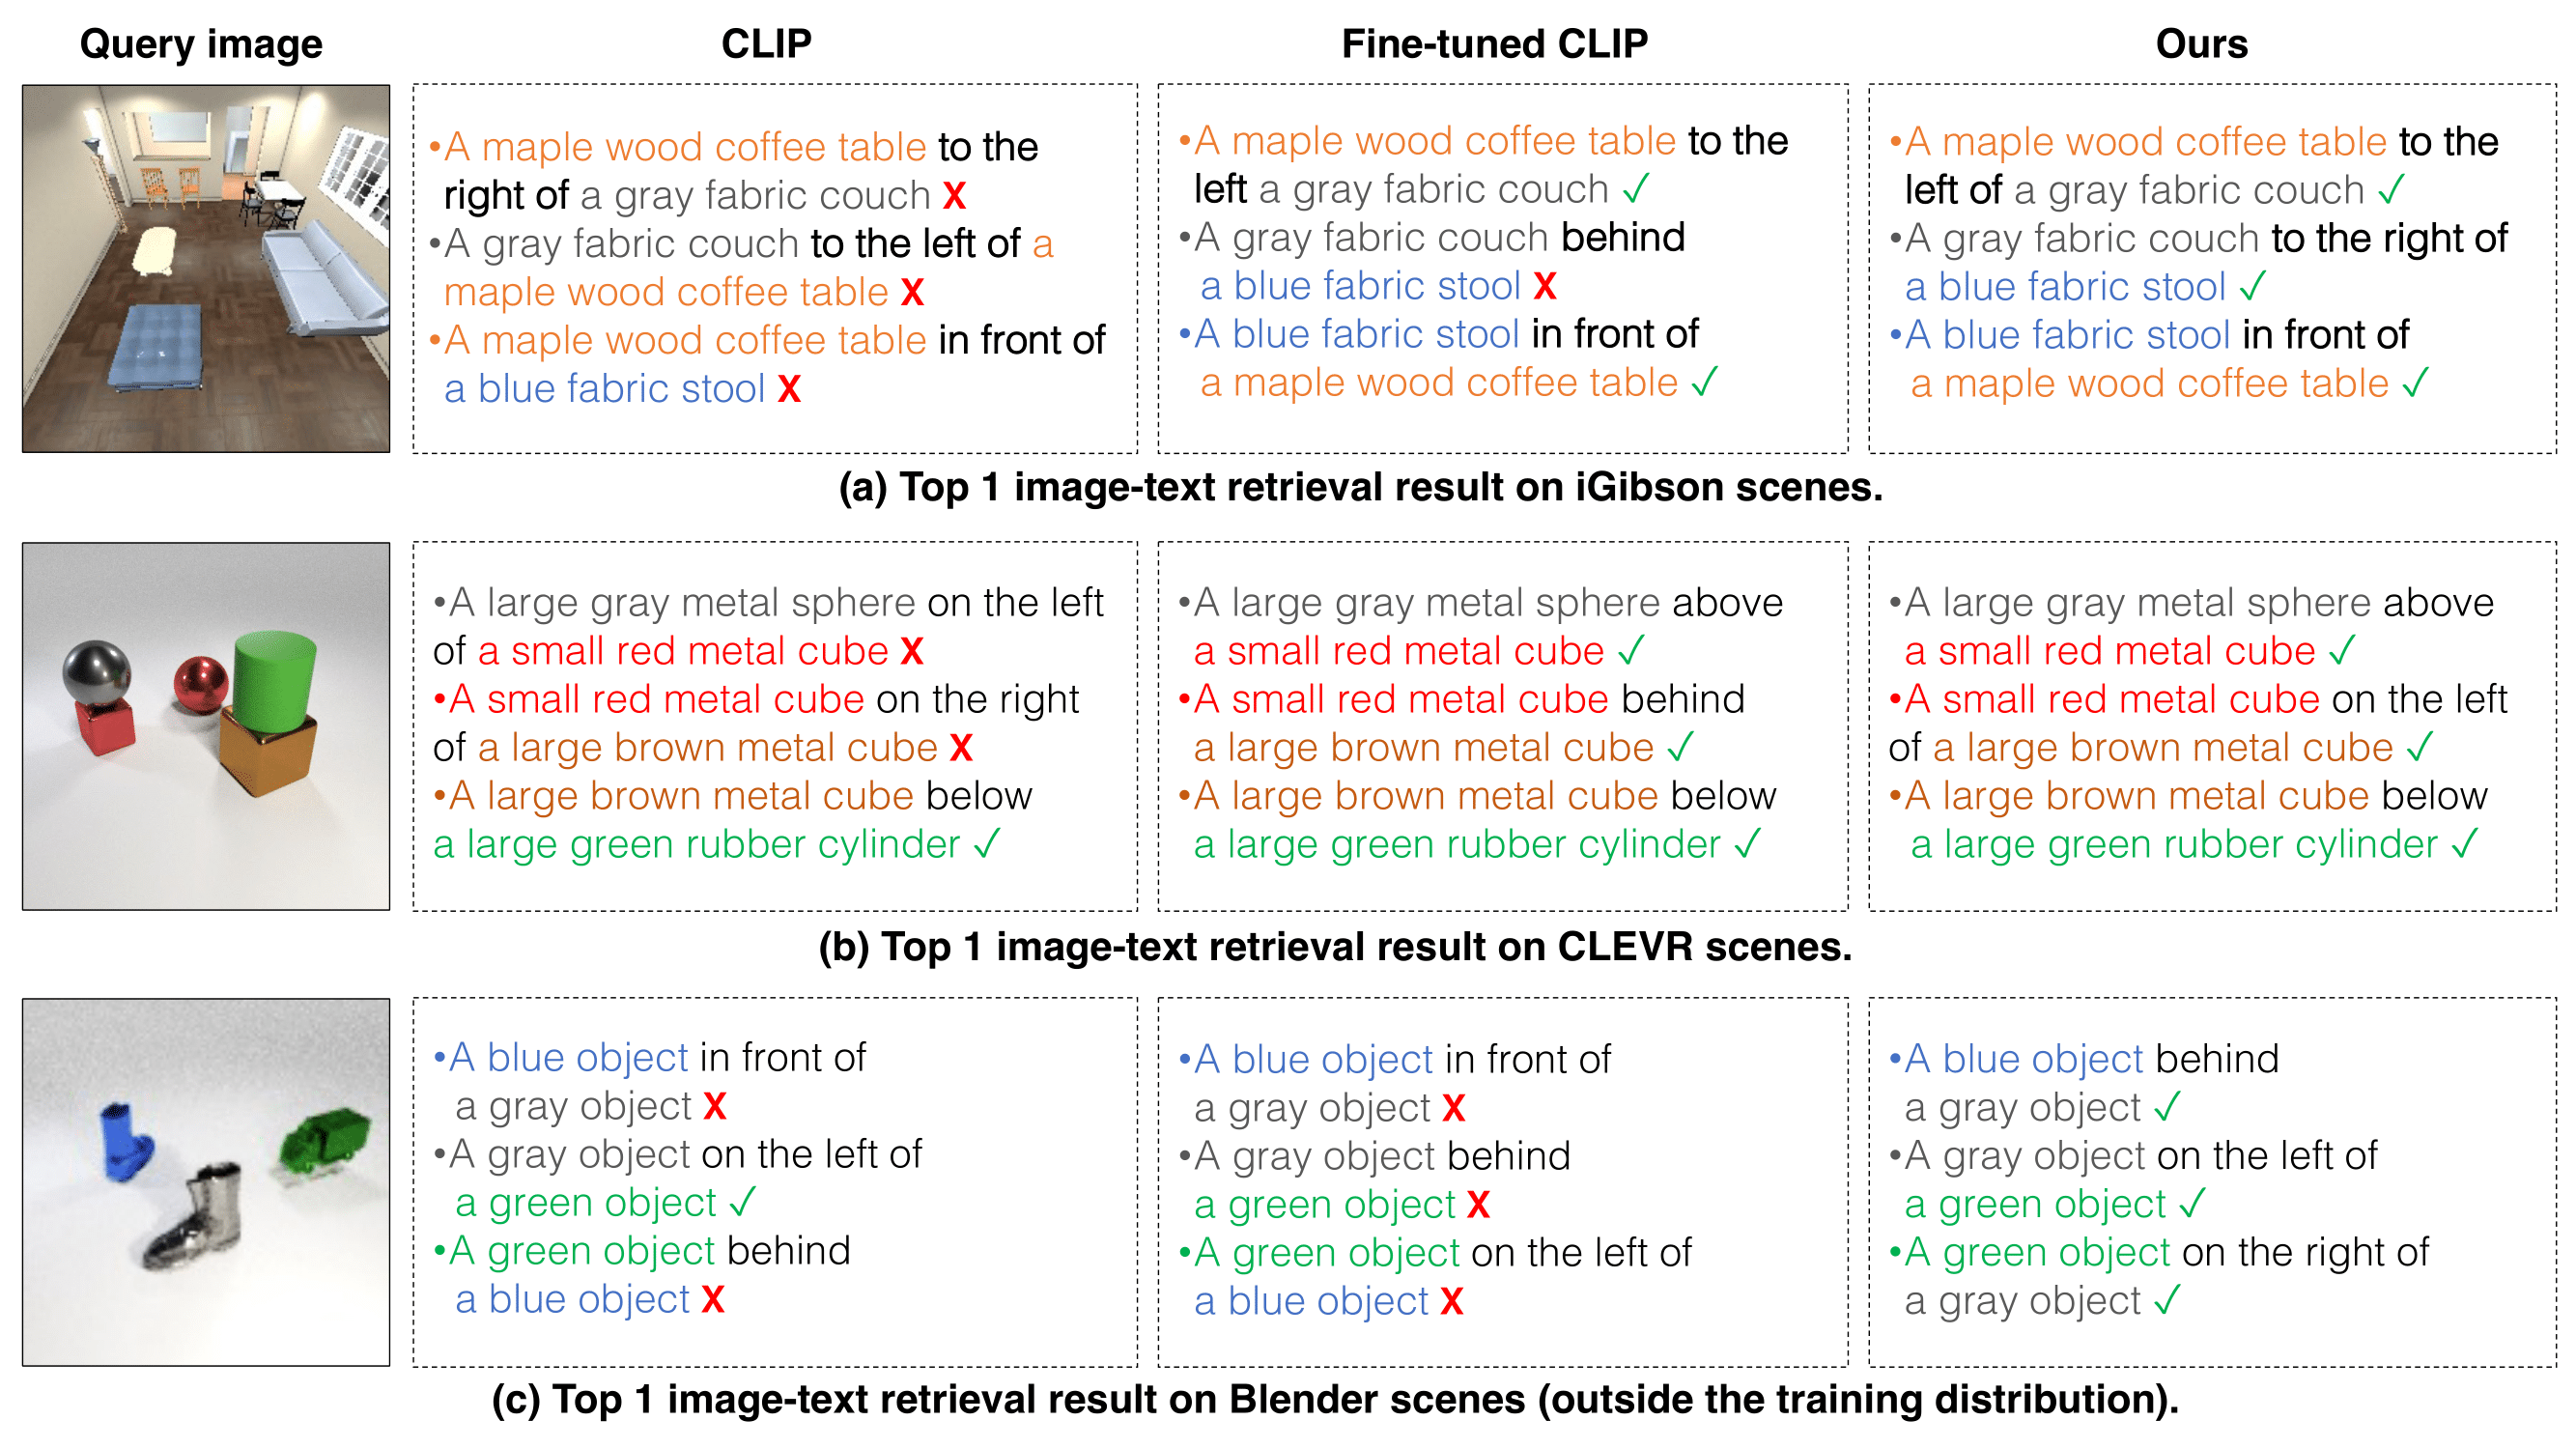 Query image
CLIP
Fine-tuned CLIP
Ours
•A maple wood coffee table to the
right of a gray fabric couch X
•A gray fabric couch to the left of a
maple wood coffee table X
•A maple wood coffee table in front of
a blue fabric stool X
•A maple wood coffee table to the
left a gray fabric couch ✓
•A gray fabric couch behind
a blue fabric stool X
•A blue fabric stool in front of
a maple wood coffee table ✓
•A maple wood coffee table to the
left of a gray fabric couch ✓
•A gray fabric couch to the right of
a blue fabric stool ✓
•A blue fabric stool in front of
a maple wood coffee table ✓
(a) Top 1 image-text retrieval result on iGibson scenes.
•A large gray metal sphere on the left
of a small red metal cube X
•A small red metal cube on the right
of a large brown metal cube X
•A large brown metal cube below
a large green rubber cylinder ✓
•A large gray metal sphere above
a small red metal cube ✓
•A small red metal cube behind
a large brown metal cube ✓
•A large brown metal cube below
a large green rubber cylinder ✓
•A large gray metal sphere above
a small red metal cube ✓
•A small red metal cube on the left
of a large brown metal cube ✓
•A large brown metal cube below
a large green rubber cylinder ✓
(b) Top 1 image-text retrieval result on CLEVR scenes.
•A blue object in front of
a gray object X
•A gray object on the left of
a green object ✓
•A green object behind
a blue object X
•A blue object in front of
a gray object X
•A gray object behind
a green object X
•A green object on the left of
a blue object X
•A blue object behind
a gray object ✓
•A gray object on the left of
a green object ✓
•A green object on the right of
a gray object ✓
(c) Top 1 image-text retrieval result on Blender scenes (outside the training distribution).